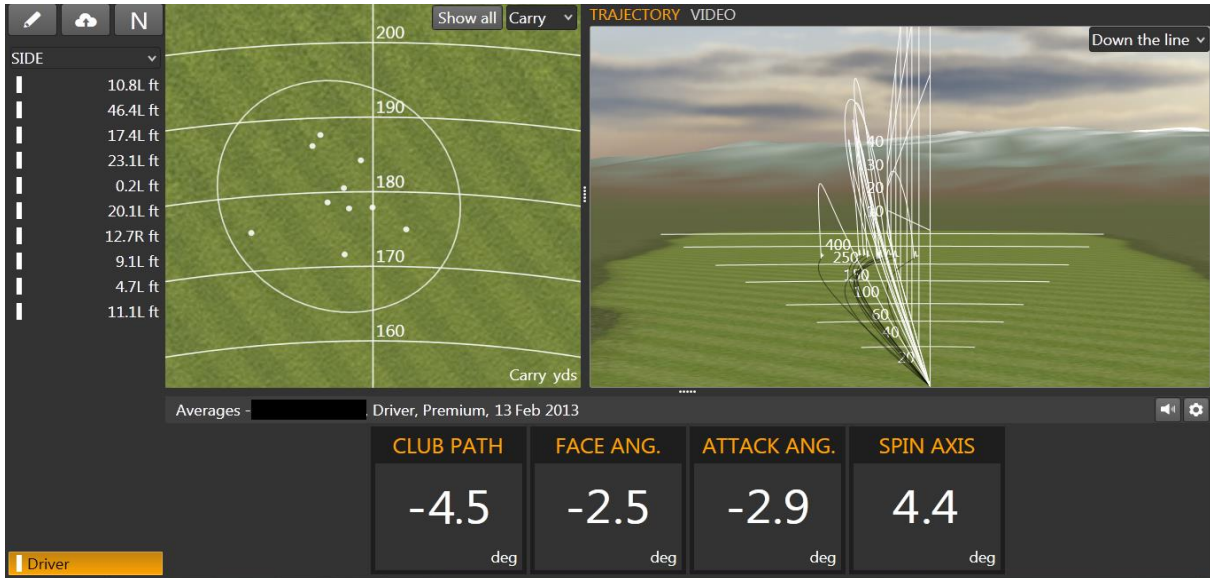 N
SIDE
10.8L ft
46.4L ft
17.4L ft
23.1L ft
0.2L ft
20.1L ft
12.7R ft
9.1L ft
4.7L ft
11.1L ft
Driver
Show all Carry
200
190
180
170
160
Carry yds
TRAJECTORY VIDEO
Down the line
40
30
20
10
400
250
150
100
60
40
20
Averages - , Driver, Premium, 13 Feb 2013
CLUB PATH FACE ANG. ATTACK ANG. SPIN AXIS
-4.5 -2.5 -2.9 4.4
deg deg deg deg